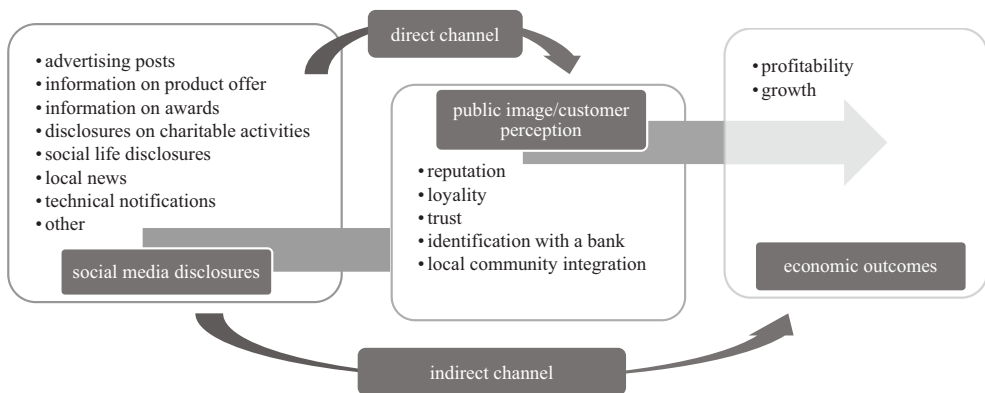 direct channel
• advertising posts
• information on product offer
• information on awards
• disclosures on charitable activities
• social life disclosures
• local news
• technical notifications
• other
social media disclosures
public image/customer
perception
• reputation
• loyality
• trust
• identification with a bank
• local community integration
• profitability
• growth
economic outcomes
indirect channel